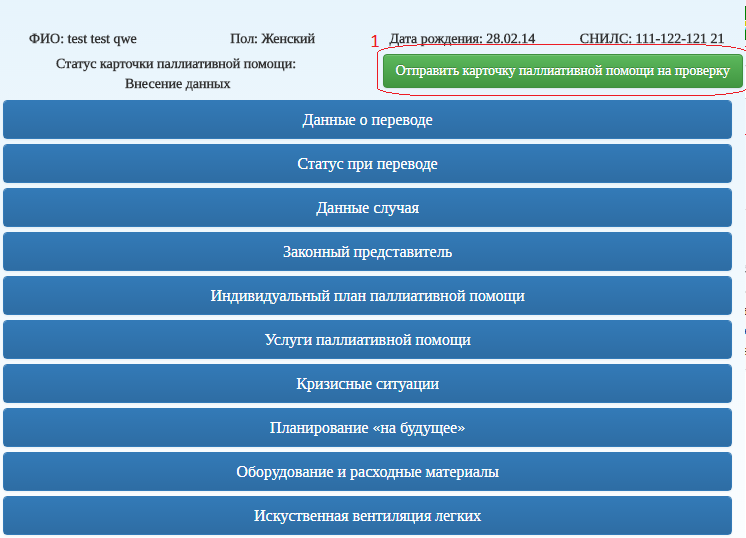 ФИО: test test qwe Пол: Женский 1 Дата рождения: 28.02.14 СНИЛС: 111-122-121 21
Статус карточки паллиативной помощи:
Внесение данных
Отправить карточку паллиативной помощи на проверку
Данные о переводе
Статус при переводе
Данные случая
Законный представитель
Индивидуальный план паллиативной помощи
Услуги паллиативной помощи
Кризисные ситуации
Планирование «на будущее»
Оборудование и расходные материалы
Искуственная вентиляция легких